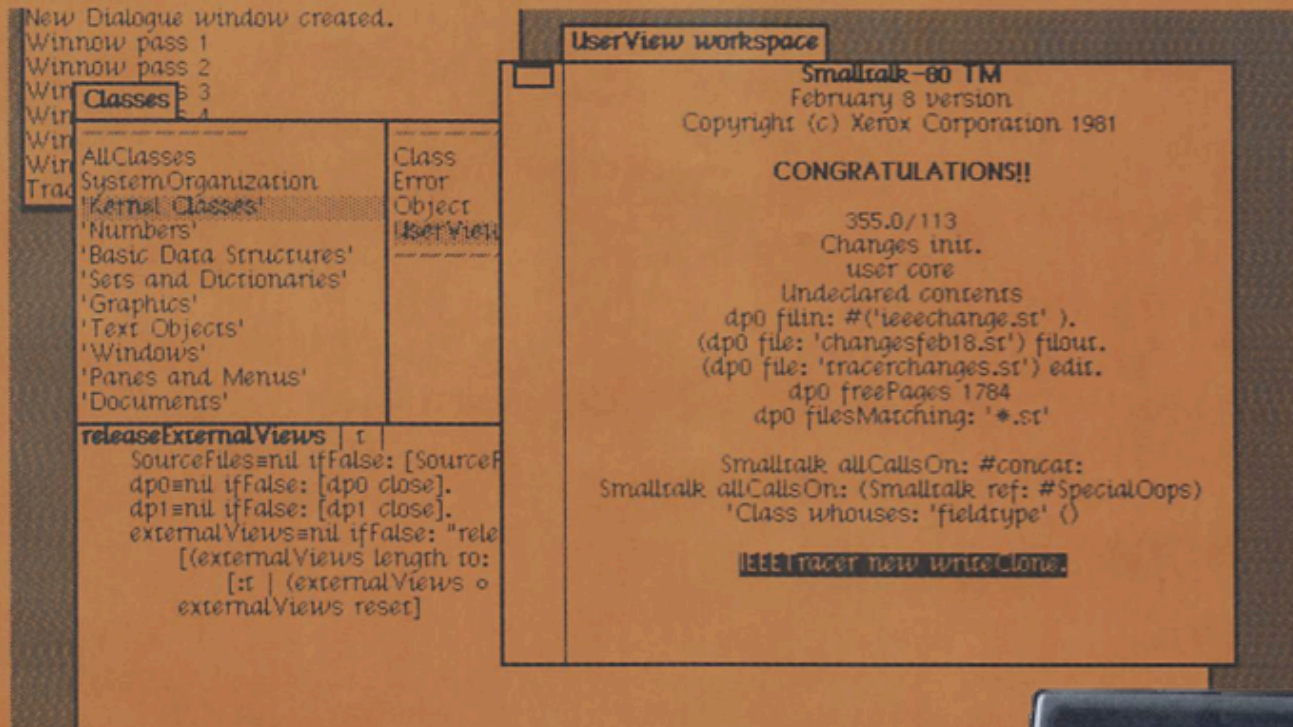 New Dialogue window created.
Winnow pass 1
Winnow pass 2
s 3
s 4
Classes
AllClasses
SystemOrganization
'Kernel Classes'
'Numbers'
'Basic Data Structures'
'Sets and Dictionaries'
'Graphics'
'Text Objects'
'Windows'
'Panes and Menus'
'Documents'
Class
Error
Object
UserView
releaseExternalViews | t |
SourceFiles≡nil ifFalse: [SourceF
dp0≡nil ifFalse: [dp0 close].
dp1≡nil ifFalse: [dp1 close].
externalViews≡nil ifFalse: "rele
[(externalViews length to:
[:t | (externalViews ∘
externalViews reset]
UserView workspace
Smalltalk-80 TM
February 8 version
Copyright (c) Xerox Corporation 1981
CONGRATULATIONS!!
355.0/113
Changes init.
user core
Undeclared contents
dp0 filin: #('ieeechange.st' ).
(dp0 file: 'changesfeb18.st') filout.
(dp0 file: 'tracerchanges.st') edit.
dp0 freePages 1784
dp0 filesMatching: '*.st'
Smalltalk allCallsOn: #concat:
Smalltalk allCallsOn: (Smalltalk ref: #SpecialOops)
'Class whouses: 'fieldtype' ()
IEEETracer new writeClone.